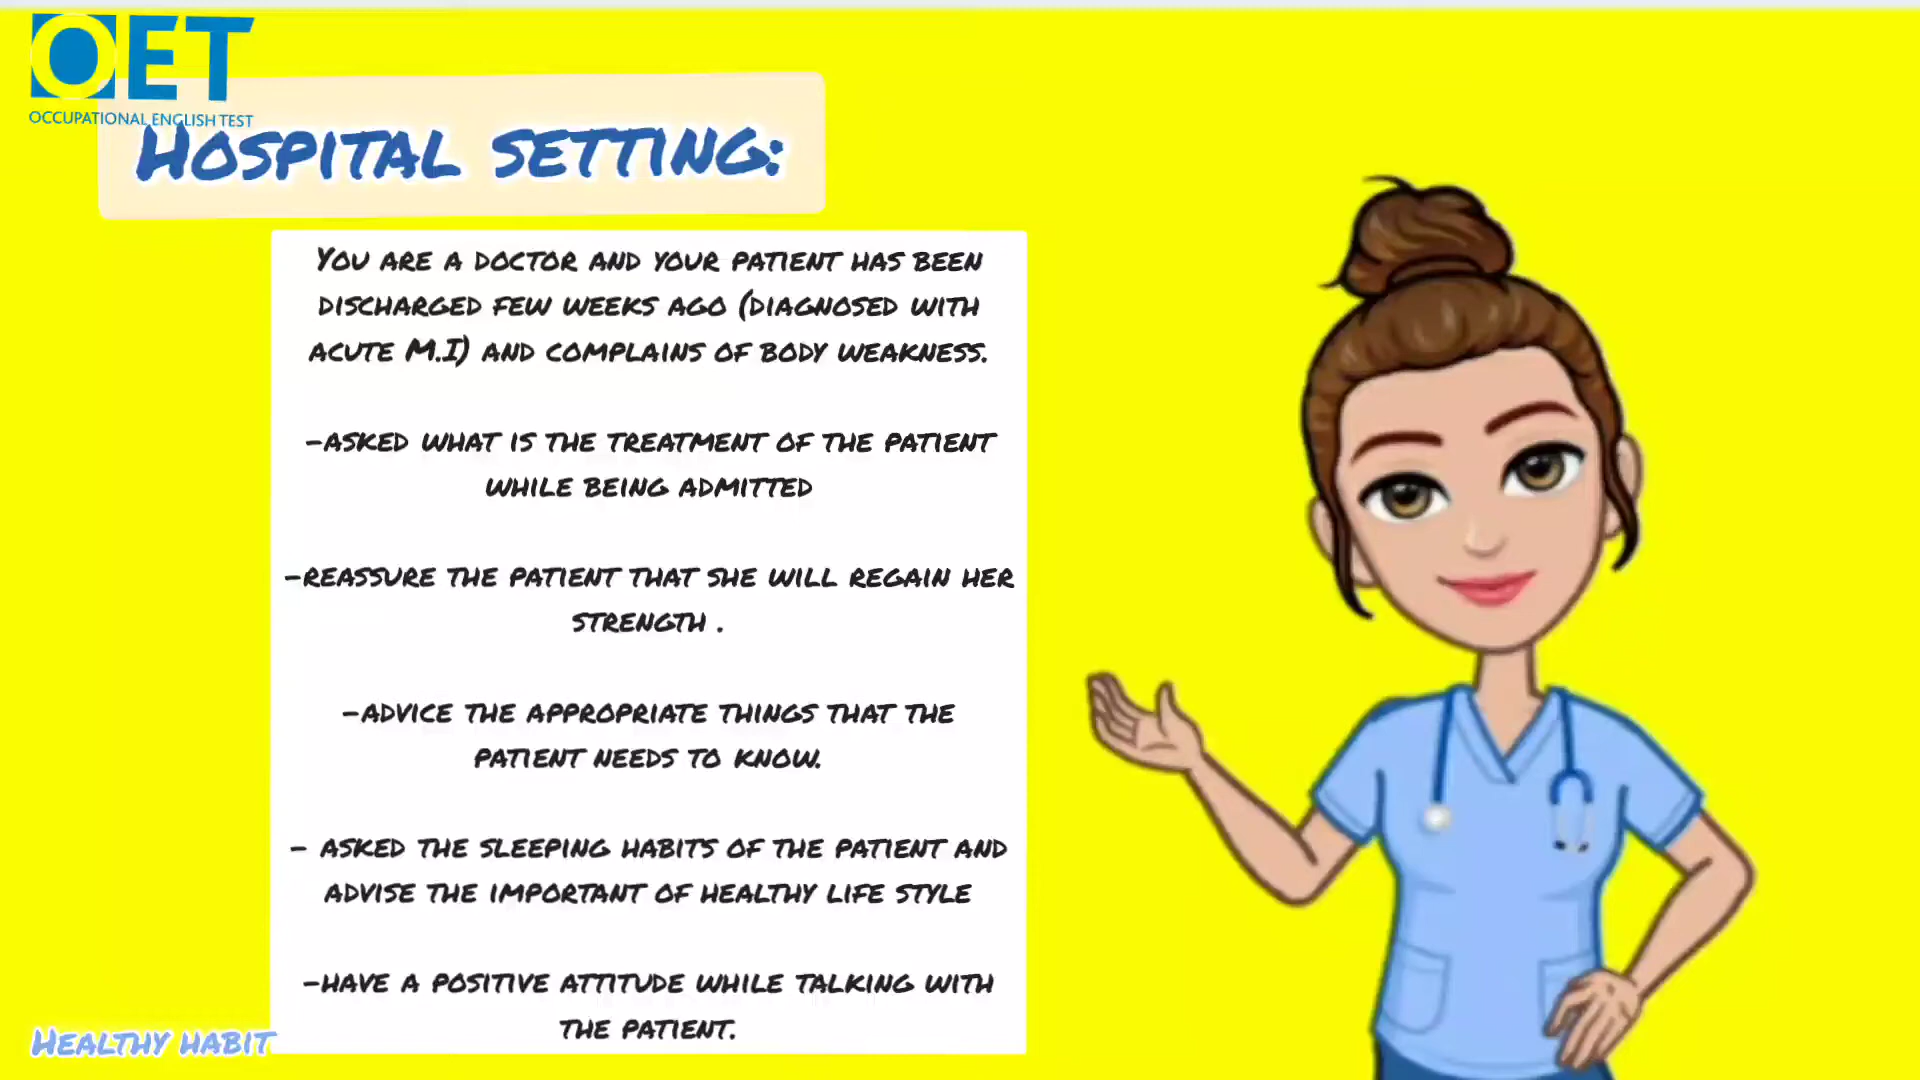 OET
OCCUPATIONAL ENGLISH TEST
HOSPITAL SETTING:
YOU ARE A DOCTOR AND YOUR PATIENT HAS BEEN
DISCHARGED FEW WEEKS AGO (DIAGNOSED WITH
ACUTE M.I) AND COMPLAINS OF BODY WEAKNESS.
-ASKED WHAT IS THE TREATMENT OF THE PATIENT
WHILE BEING ADMITTED
-REASSURE THE PATIENT THAT SHE WILL REGAIN HER
STRENGTH .
-ADVICE THE APPROPRIATE THINGS THAT THE
PATIENT NEEDS TO KNOW.
- ASKED THE SLEEPING HABITS OF THE PATIENT AND
ADVISE THE IMPORTANT OF HEALTHY LIFE STYLE
-HAVE A POSITIVE ATTITUDE WHILE TALKING WITH
THE PATIENT.
HEALTHY HABIT